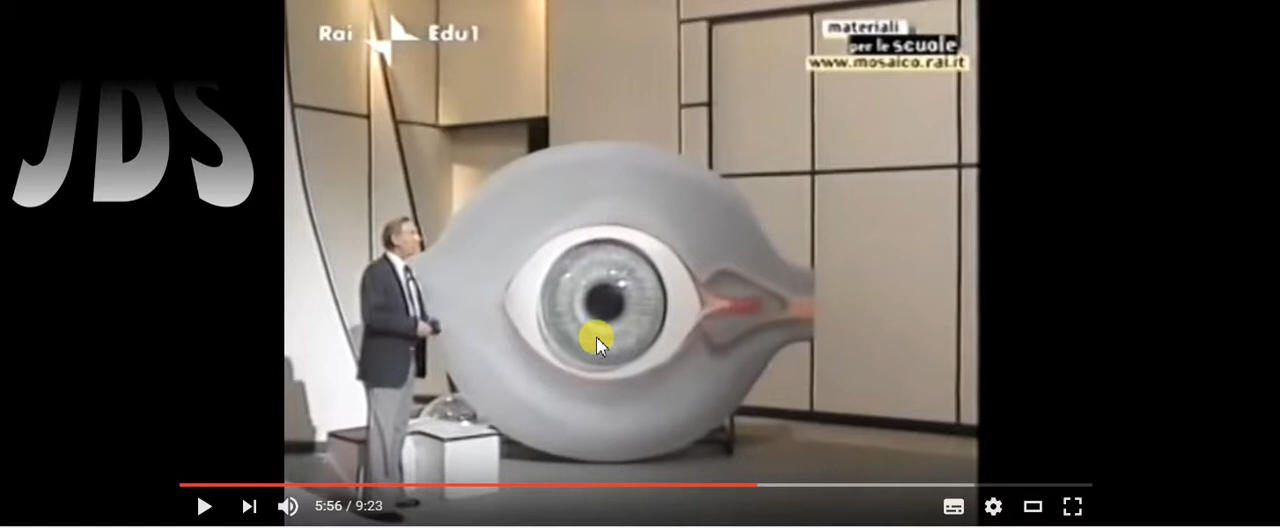 Rai Edu1
materiali
per le scuole
www.mosaico.rai.it
JDS
5:56 / 9:23